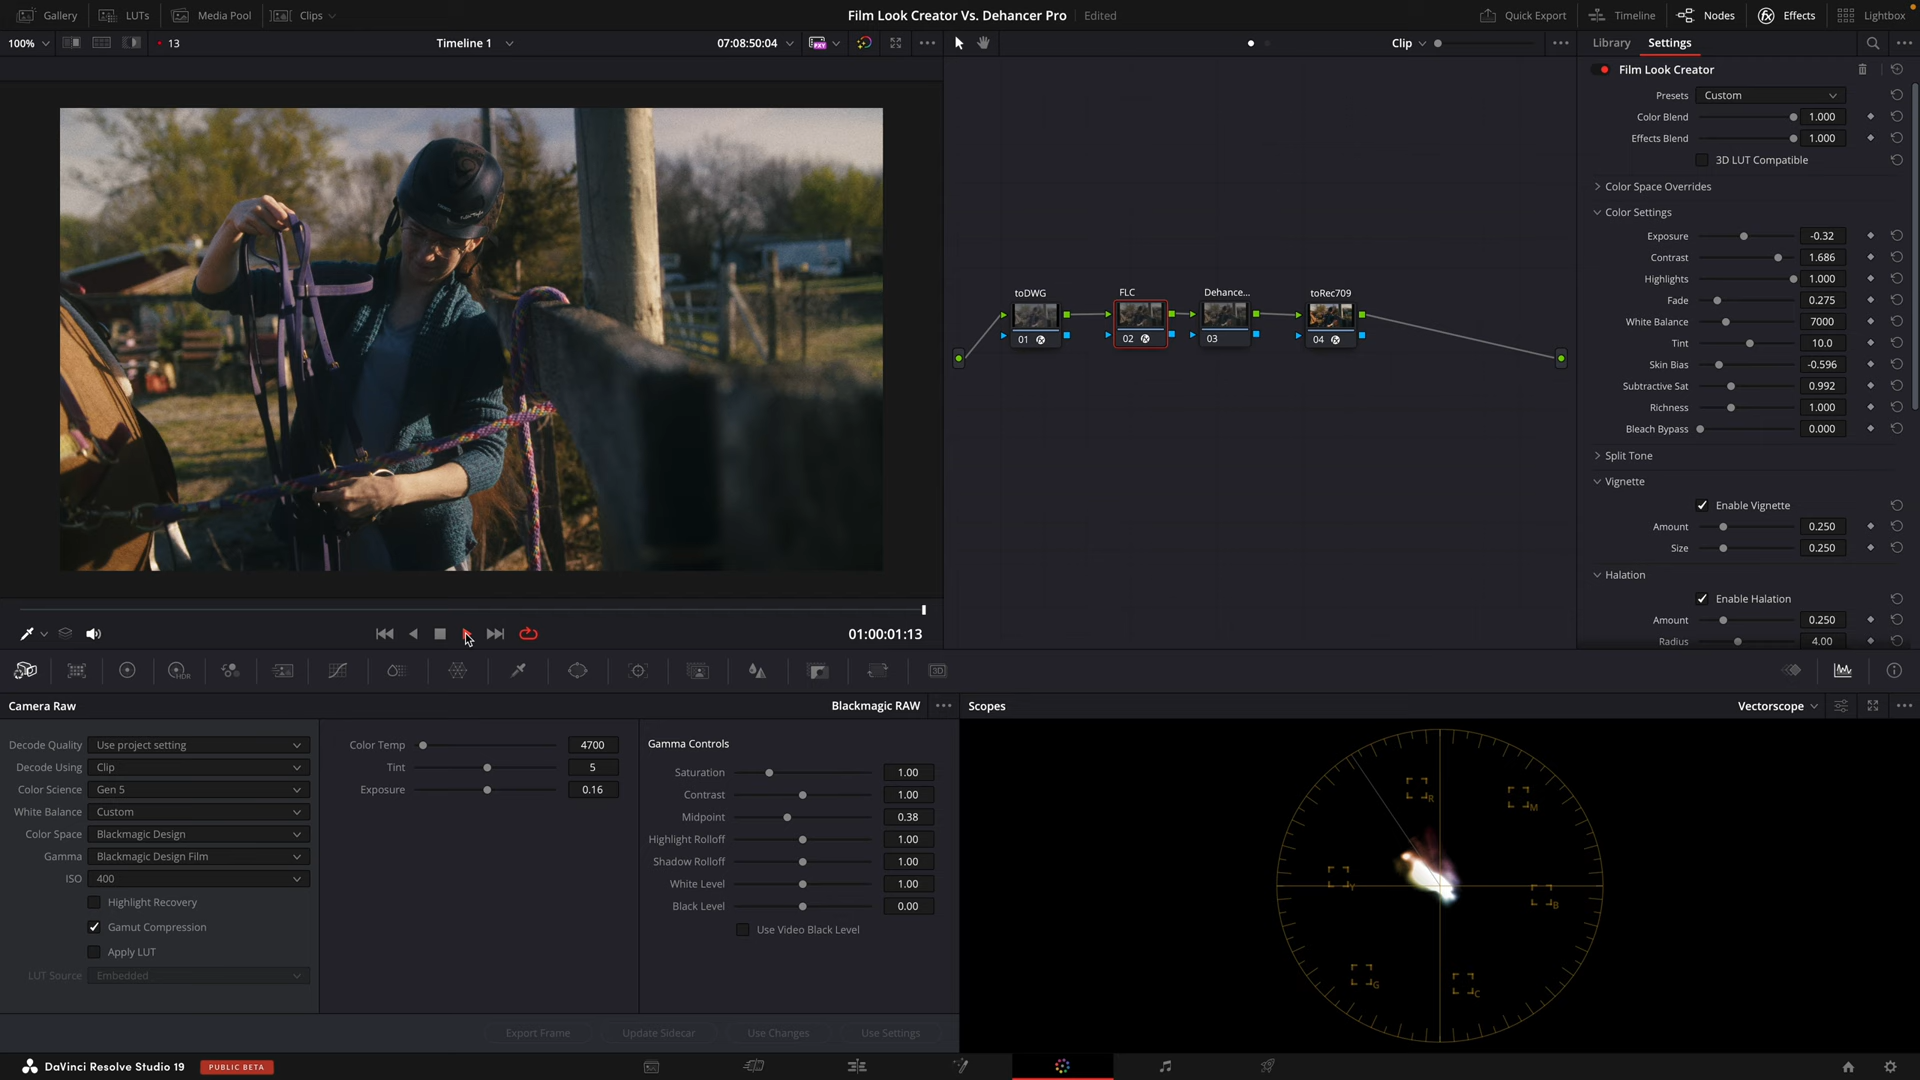 Gallery LUTs Media Pool Clips Film Look Creator Vs. Dehancer Pro Edited Quick Export Timeline Nodes Effects Lightbox
100% 13 Timeline 1 07:08:50:04 Clip Library Settings
Film Look Creator
Presets Custom
Color Blend 1.000
Effects Blend 1.000
3D LUT Compatible
Color Space Overrides
Color Settings
Exposure -0.32
Contrast 1.686
Highlights 1.000
Fade 0.275
White Balance 7000
Tint 10.0
Skin Bias -0.596
Subtractive Sat 0.992
Richness 1.000
Bleach Bypass 0.000
Split Tone
Vignette
Enable Vignette
Amount 0.250
Size 0.250
Halation
Enable Halation
Amount 0.250
Radius 4.00
toDWG FLC Dehance... toRec709
01 02 03 04
01:00:01:13
Camera Raw Blackmagic RAW
Decode Quality Use project setting
Decode Using Clip
Color Science Gen 5
White Balance Custom
Color Space Blackmagic Design
Gamma Blackmagic Design Film
ISO 400
Highlight Recovery
Gamut Compression
Apply LUT
LUT Source Embedded
Color Temp 4700
Tint 5
Exposure 0.16
Gamma Controls
Saturation 1.00
Contrast 1.00
Midpoint 0.38
Highlight Rolloff 1.00
Shadow Rolloff 1.00
White Level 1.00
Black Level 0.00
Use Video Black Level
Export Frame Update Sidecar Use Changes Use Settings
Scopes Vectorscope
R
M
Y
B
G
C
HDR
3D
PXY
DaVinci Resolve Studio 19 PUBLIC BETA